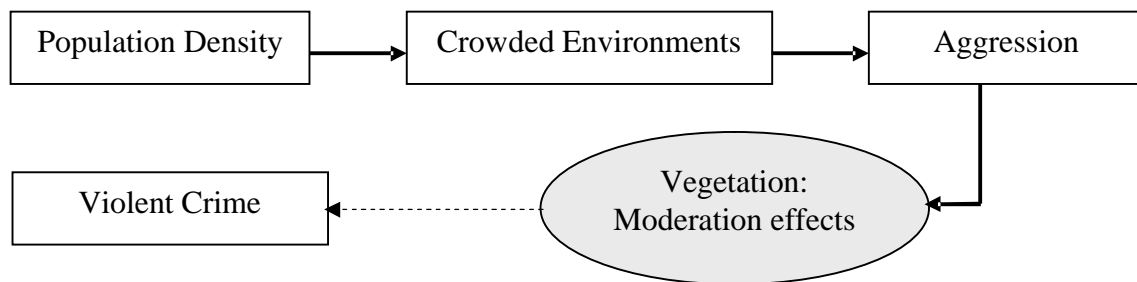 Population Density
Crowded Environments
Aggression
Vegetation:
Moderation effects
Violent Crime